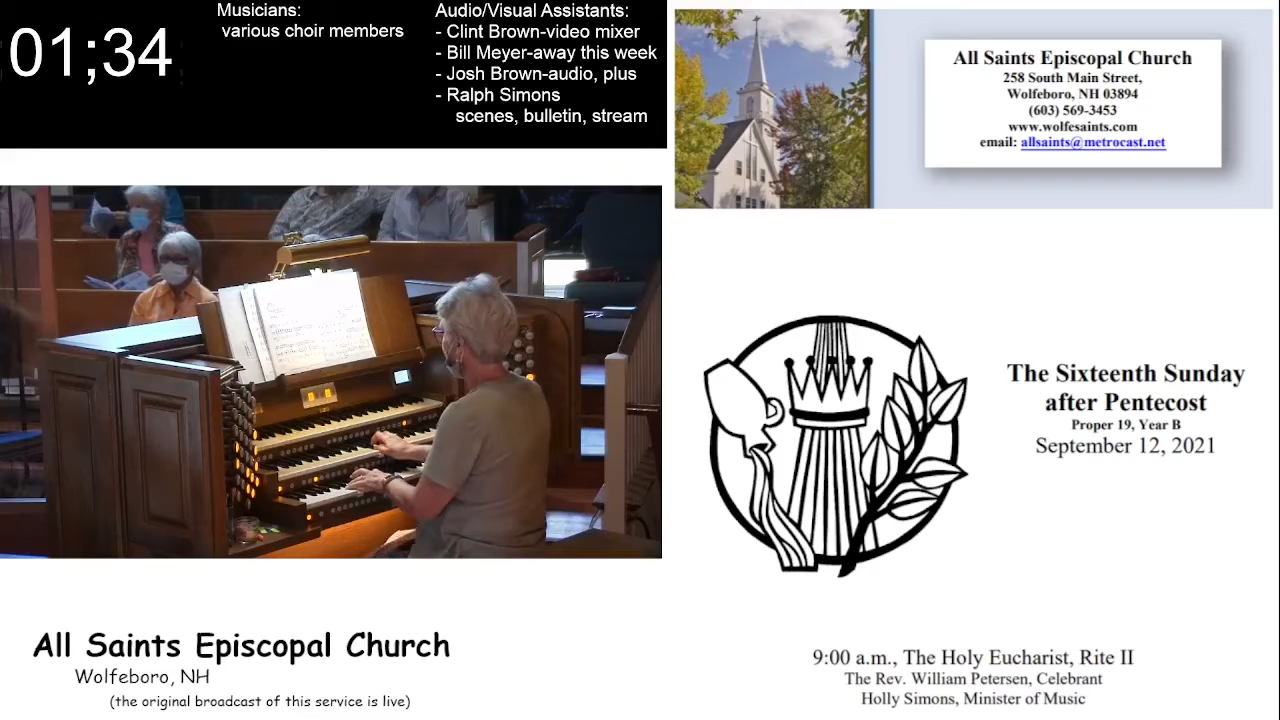 01;34
Musicians:
various choir members
Audio/Visual Assistants:
- Clint Brown-video mixer
- Bill Meyer-away this week
- Josh Brown-audio, plus
- Ralph Simons
scenes, bulletin, stream
All Saints Episcopal Church
258 South Main Street,
Wolfeboro, NH 03894
(603) 569-3453
www.wolfesaints.com
email: allsaints@metrocast.net
The Sixteenth Sunday
after Pentecost
Proper 19, Year B
September 12, 2021
All Saints Episcopal Church
Wolfeboro, NH
(the original broadcast of this service is live)
9:00 a.m., The Holy Eucharist, Rite II
The Rev. William Petersen, Celebrant
Holly Simons, Minister of Music